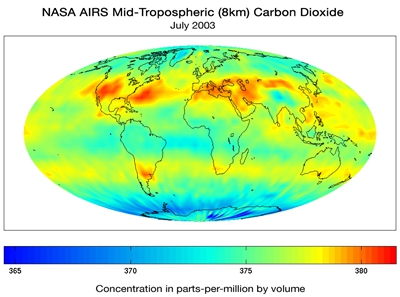 NASA AIRS Mid-Tropospheric (8km) Carbon Dioxide
July 2003
365 370 375 380
Concentration in parts-per-million by volume